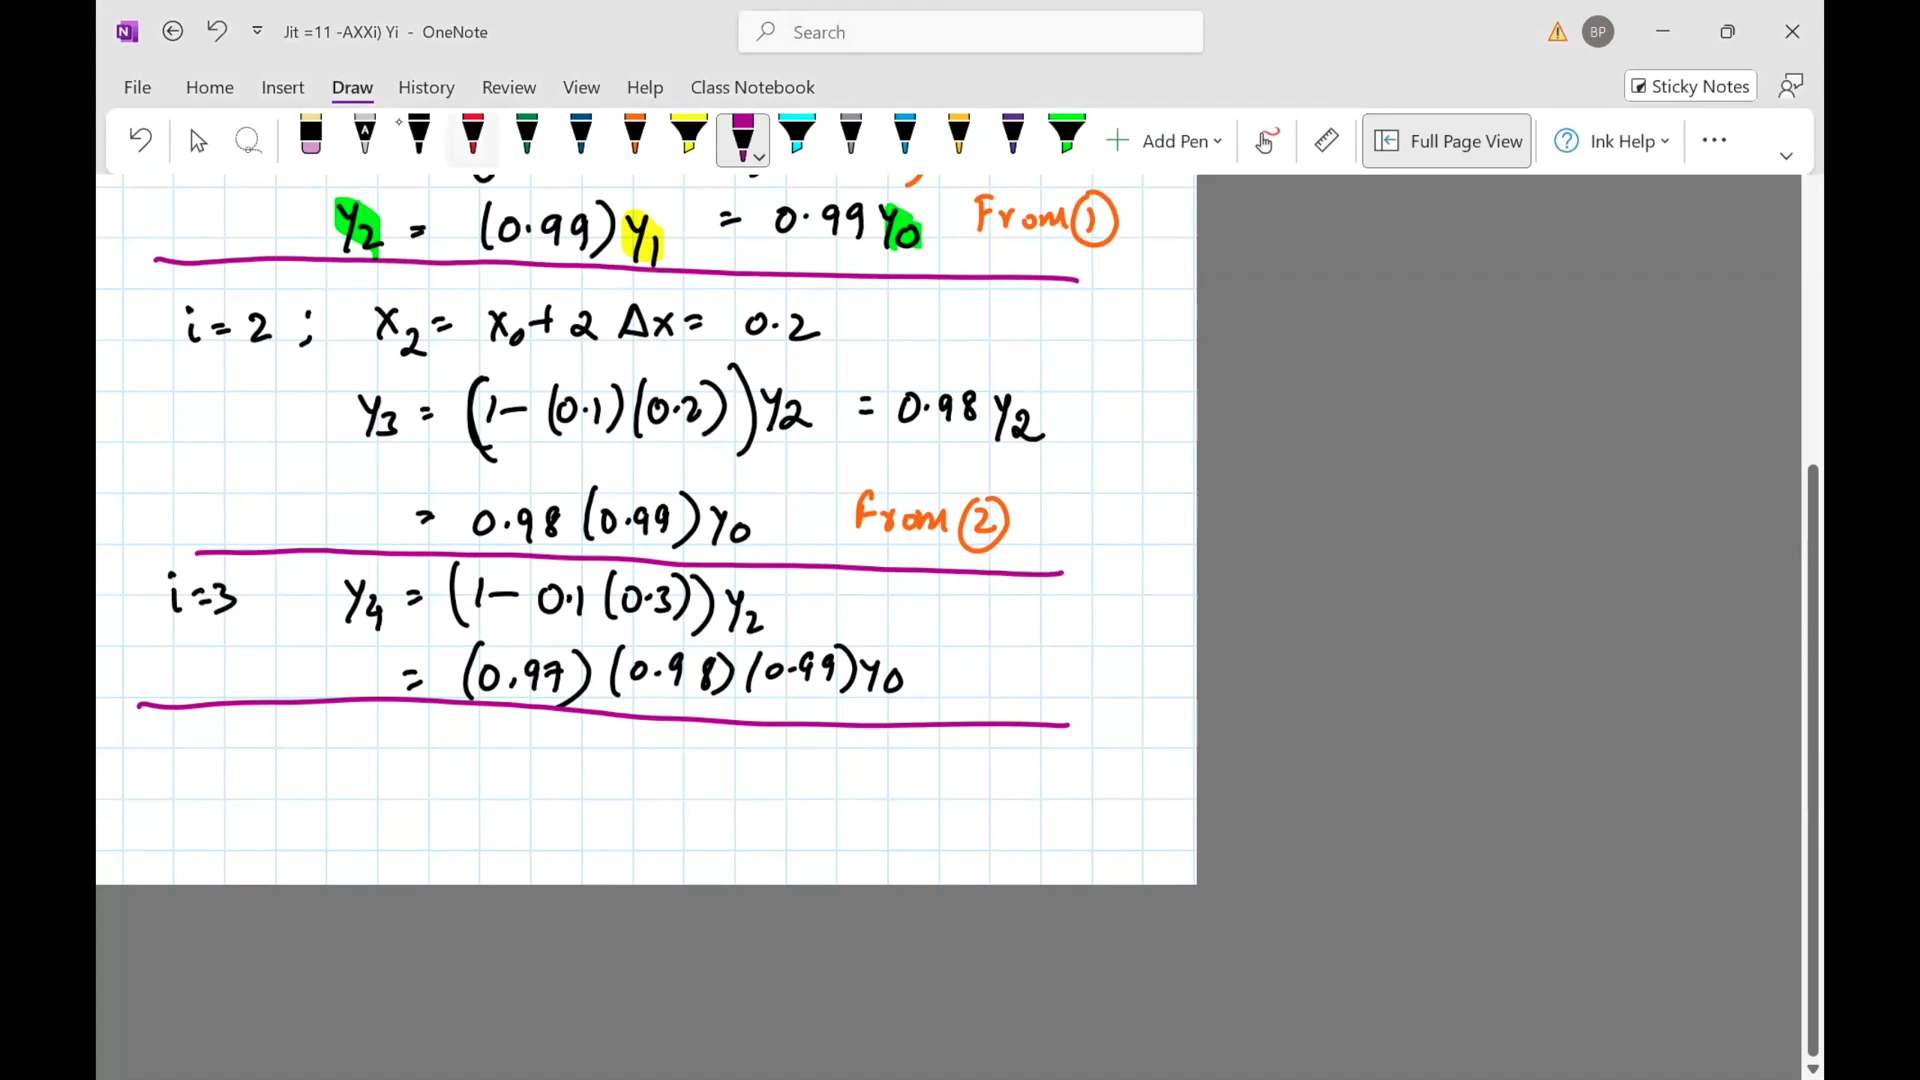 Jit =11 -AXXi) Yi - OneNote
Search
BP
File Home Insert Draw History Review View Help Class Notebook
Sticky Notes
A
Add Pen
Full Page View
Ink Help
y2 = (0.99) y1 = 0.99 y0 From ①
i = 2 ; x2 = x0 + 2 Δx = 0.2
y3 = (1 - (0.1)(0.2)) y2 = 0.98 y2
= 0.98 (0.99) y0 From ②
i = 3 y4 = (1 - 0.1 (0.3)) y2
= (0.97) (0.98) (0.99) y0